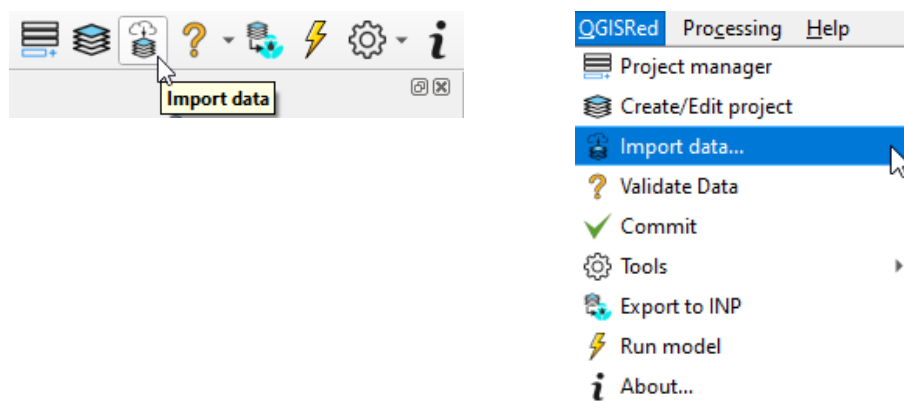 Import data
QGISRed Processing Help
Project manager
Create/Edit project
Import data...
Validate Data
Commit
Tools
Export to INP
Run model
About...